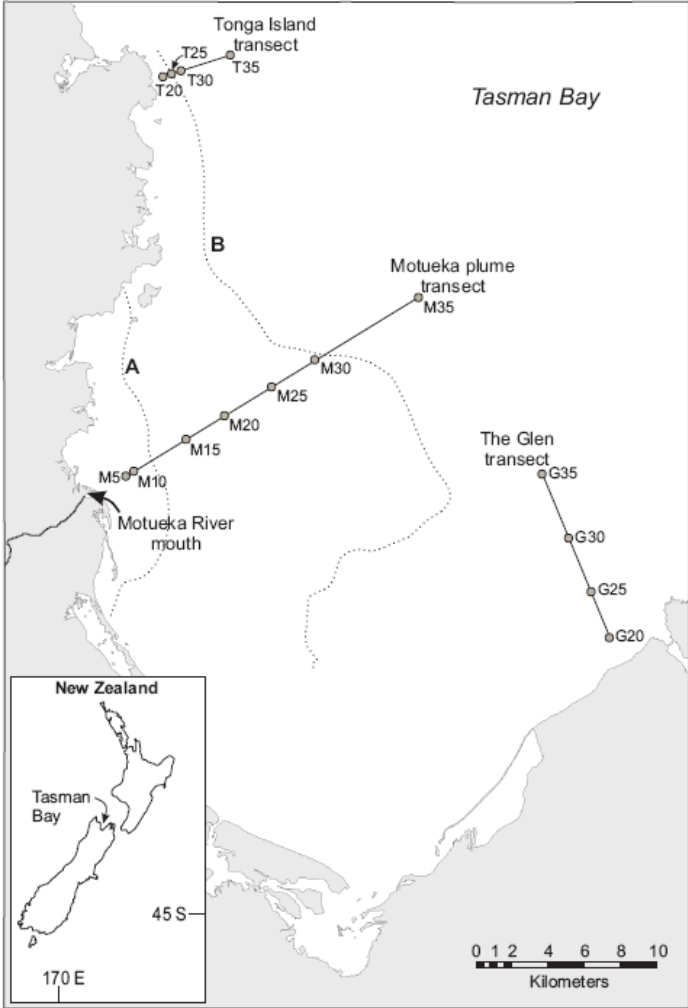 Tonga Island
transect
T25
T35
T30
T20
Tasman Bay
B
Motueka plume
transect
M35
A
M30
M25
M20
M15
M10
M5
The Glen
transect
G35
Motueka River
mouth
G30
G25
G20
New Zealand
Tasman
Bay
45 S
170 E
0 1 2 4 6 8 10
Kilometers